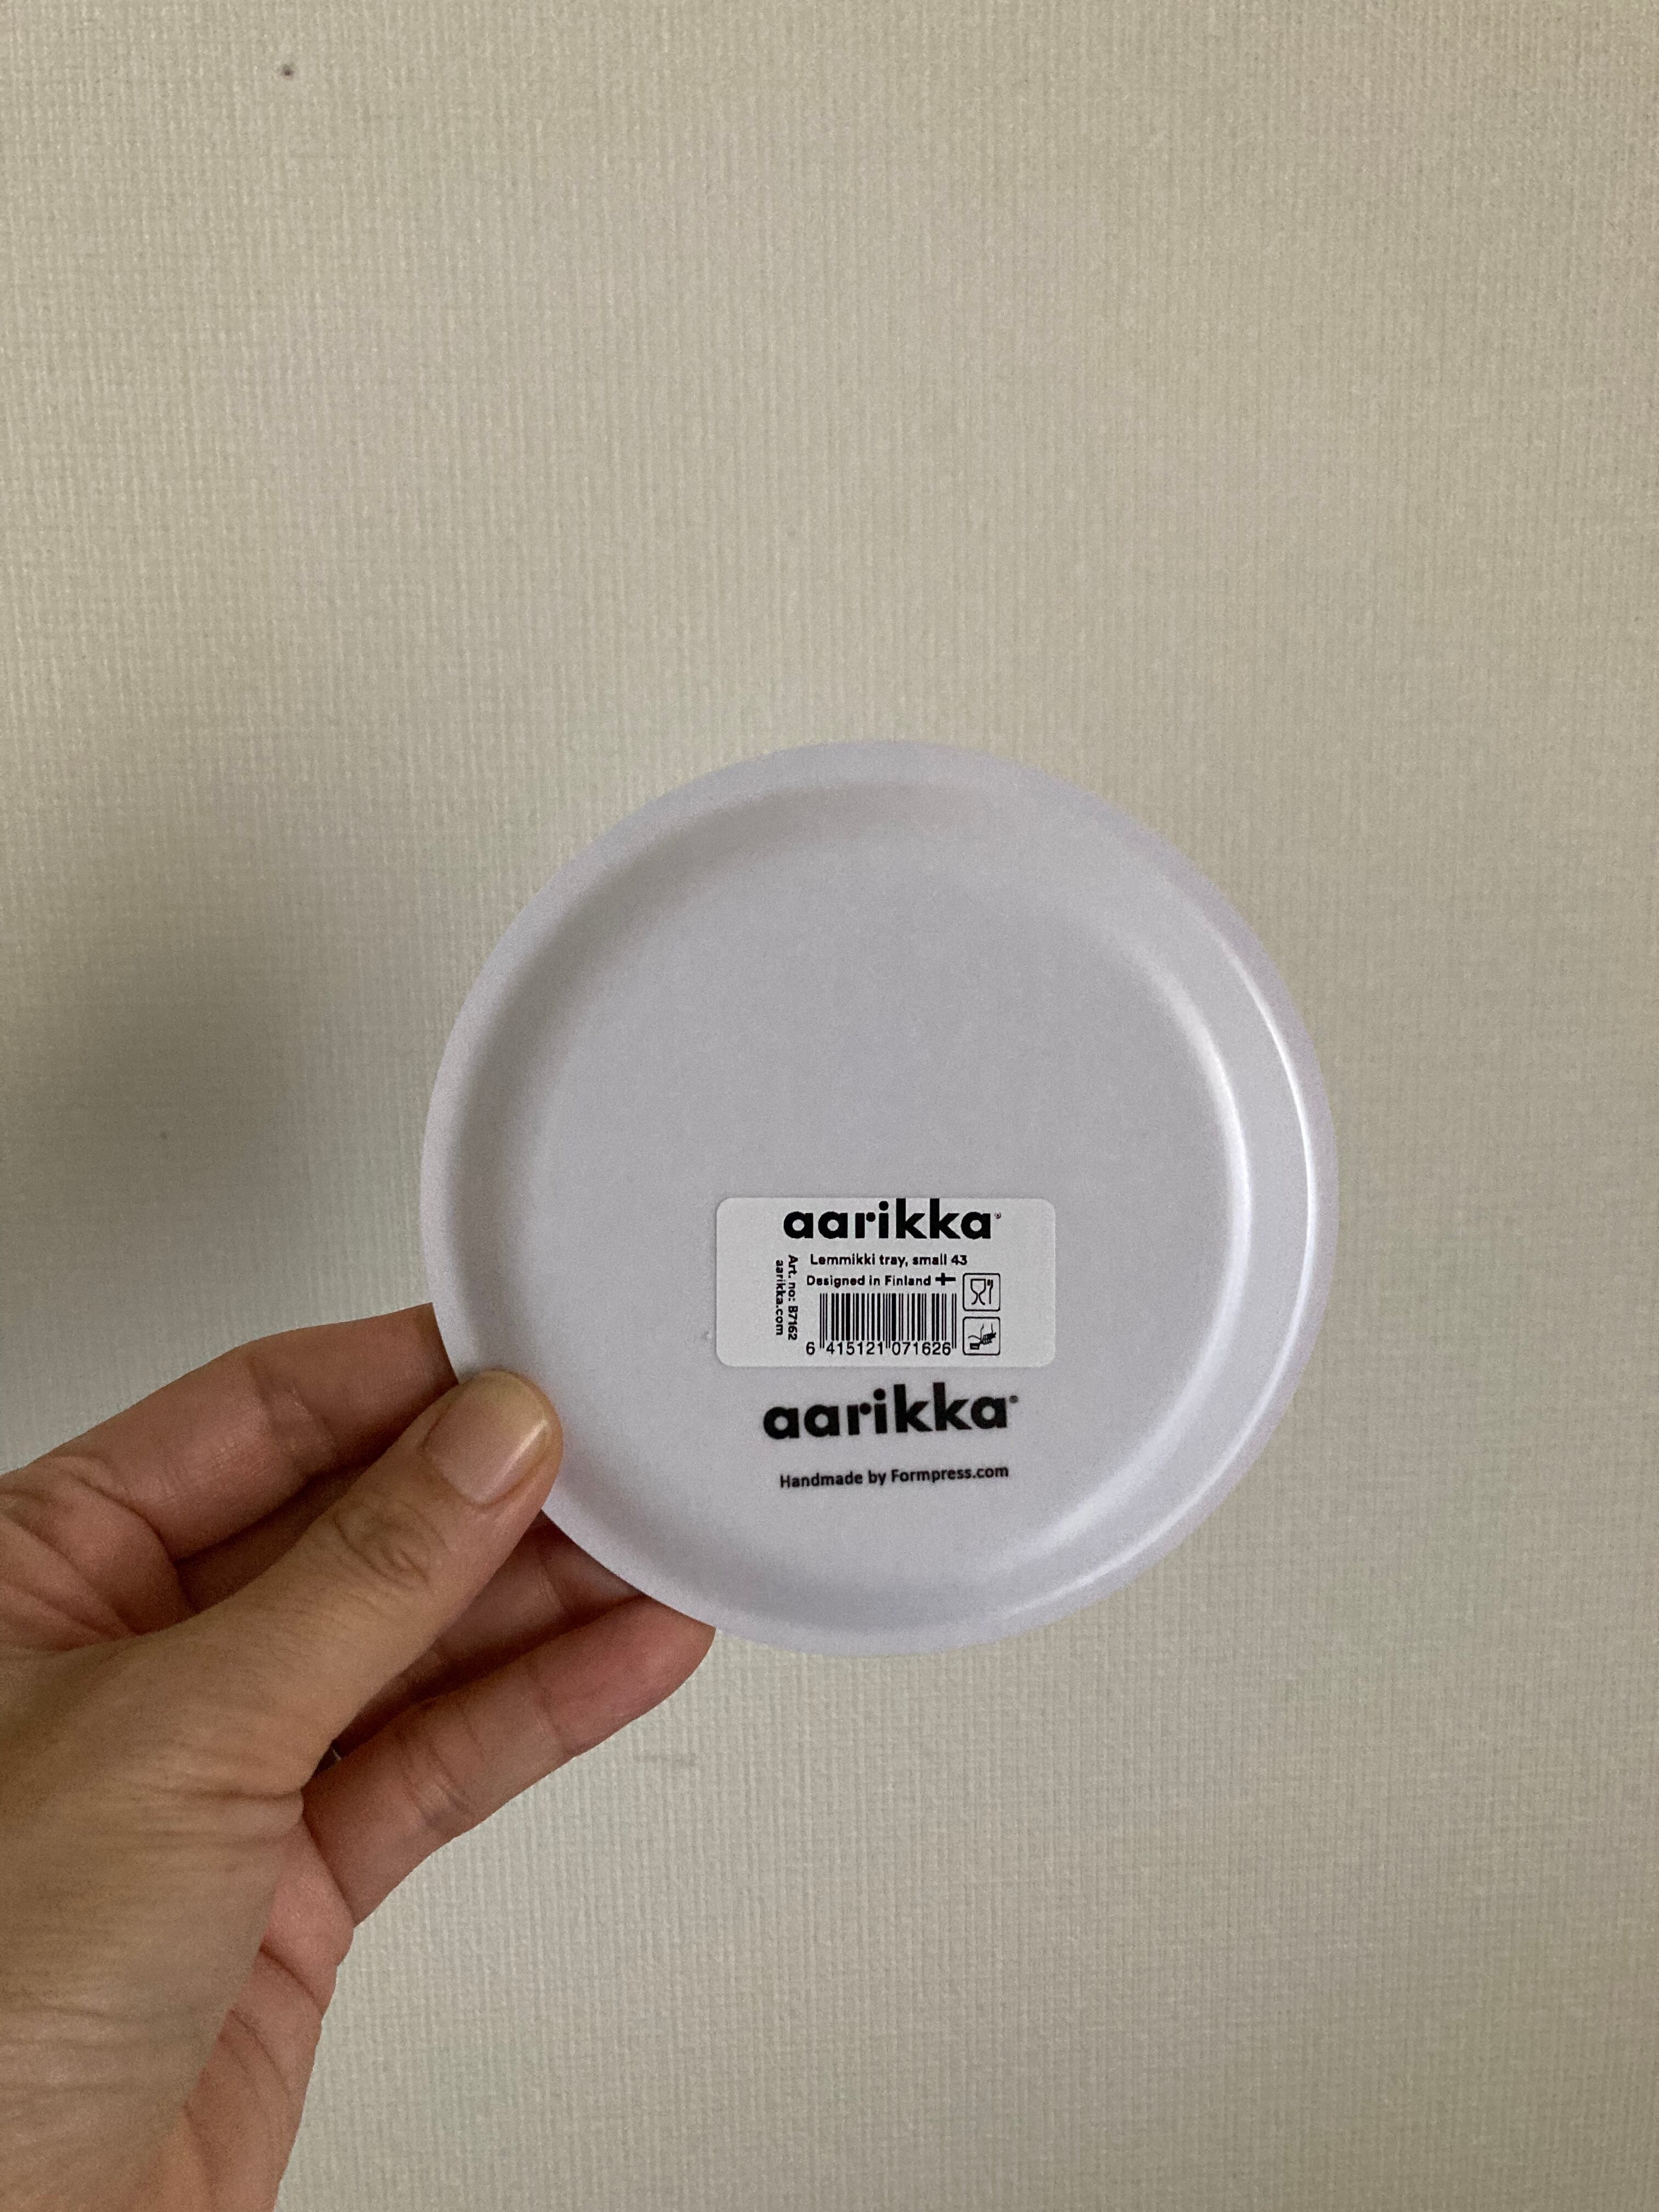 aarikka®
Lemmikki tray, small 43
Designed in Finland
Art. no: B7162
aarikka.com
6 415121 071626
aarikka®
Handmade by Formpress.com